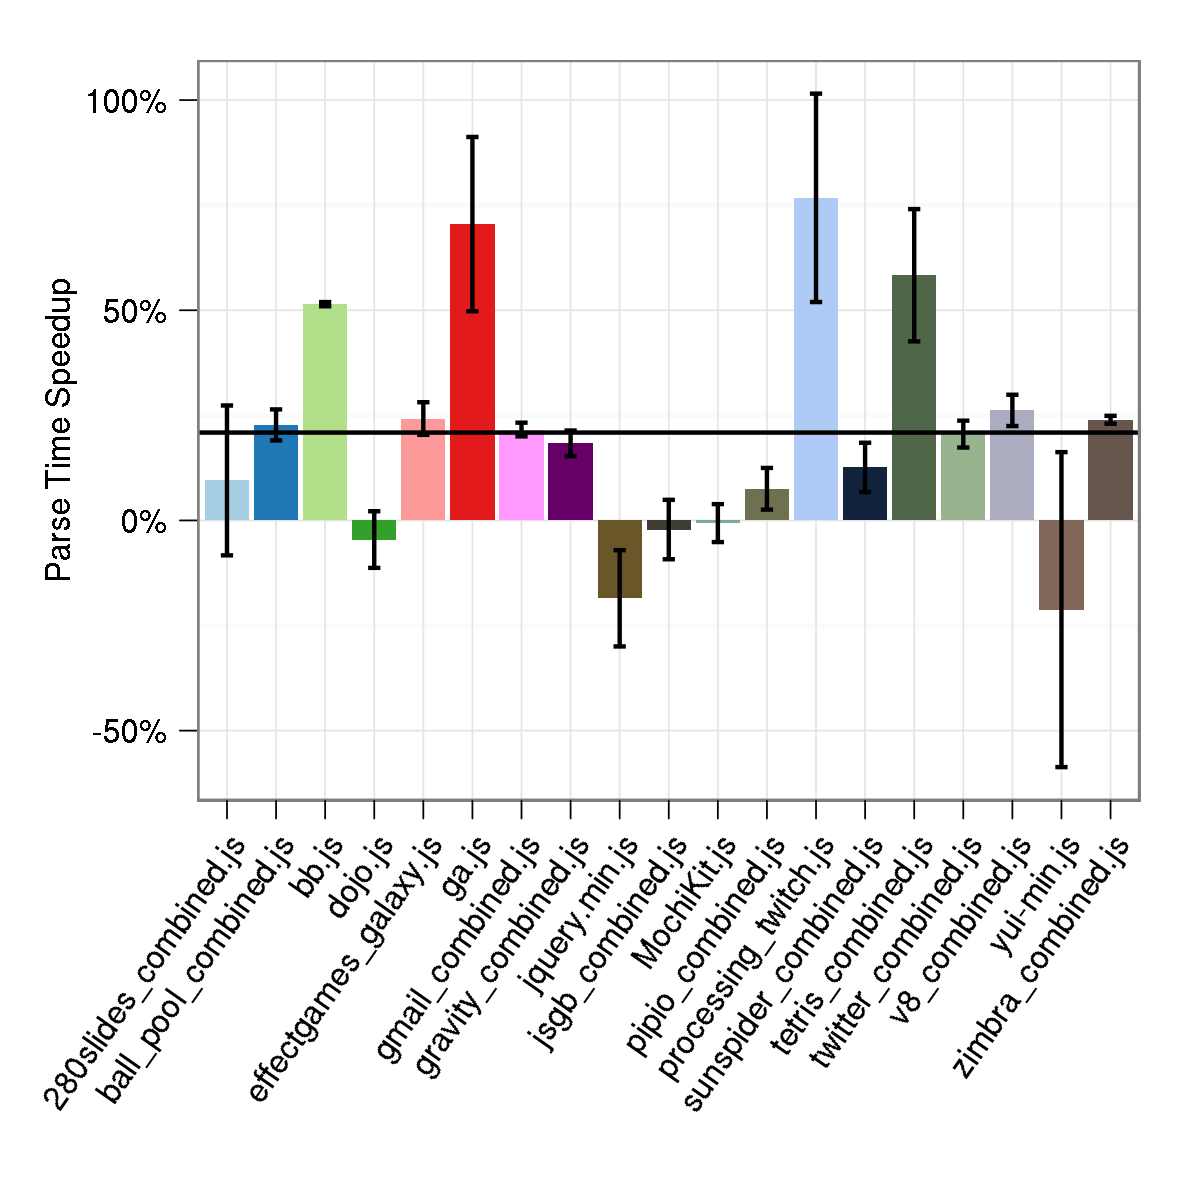 100%
50%
0%
-50%
Parse Time Speedup
280slides_combined.js
ball_pool_combined.js
bb.js
dojo.js
effectgames_galaxy.js
ga.js
gmail_combined.js
gravity_combined.js
jquery.min.js
jsgb_combined.js
MochiKit.js
pipio_combined.js
processing_twitch.js
sunspider_combined.js
tetris_combined.js
twitter_combined.js
v8_combined.js
yui-min.js
zimbra_combined.js